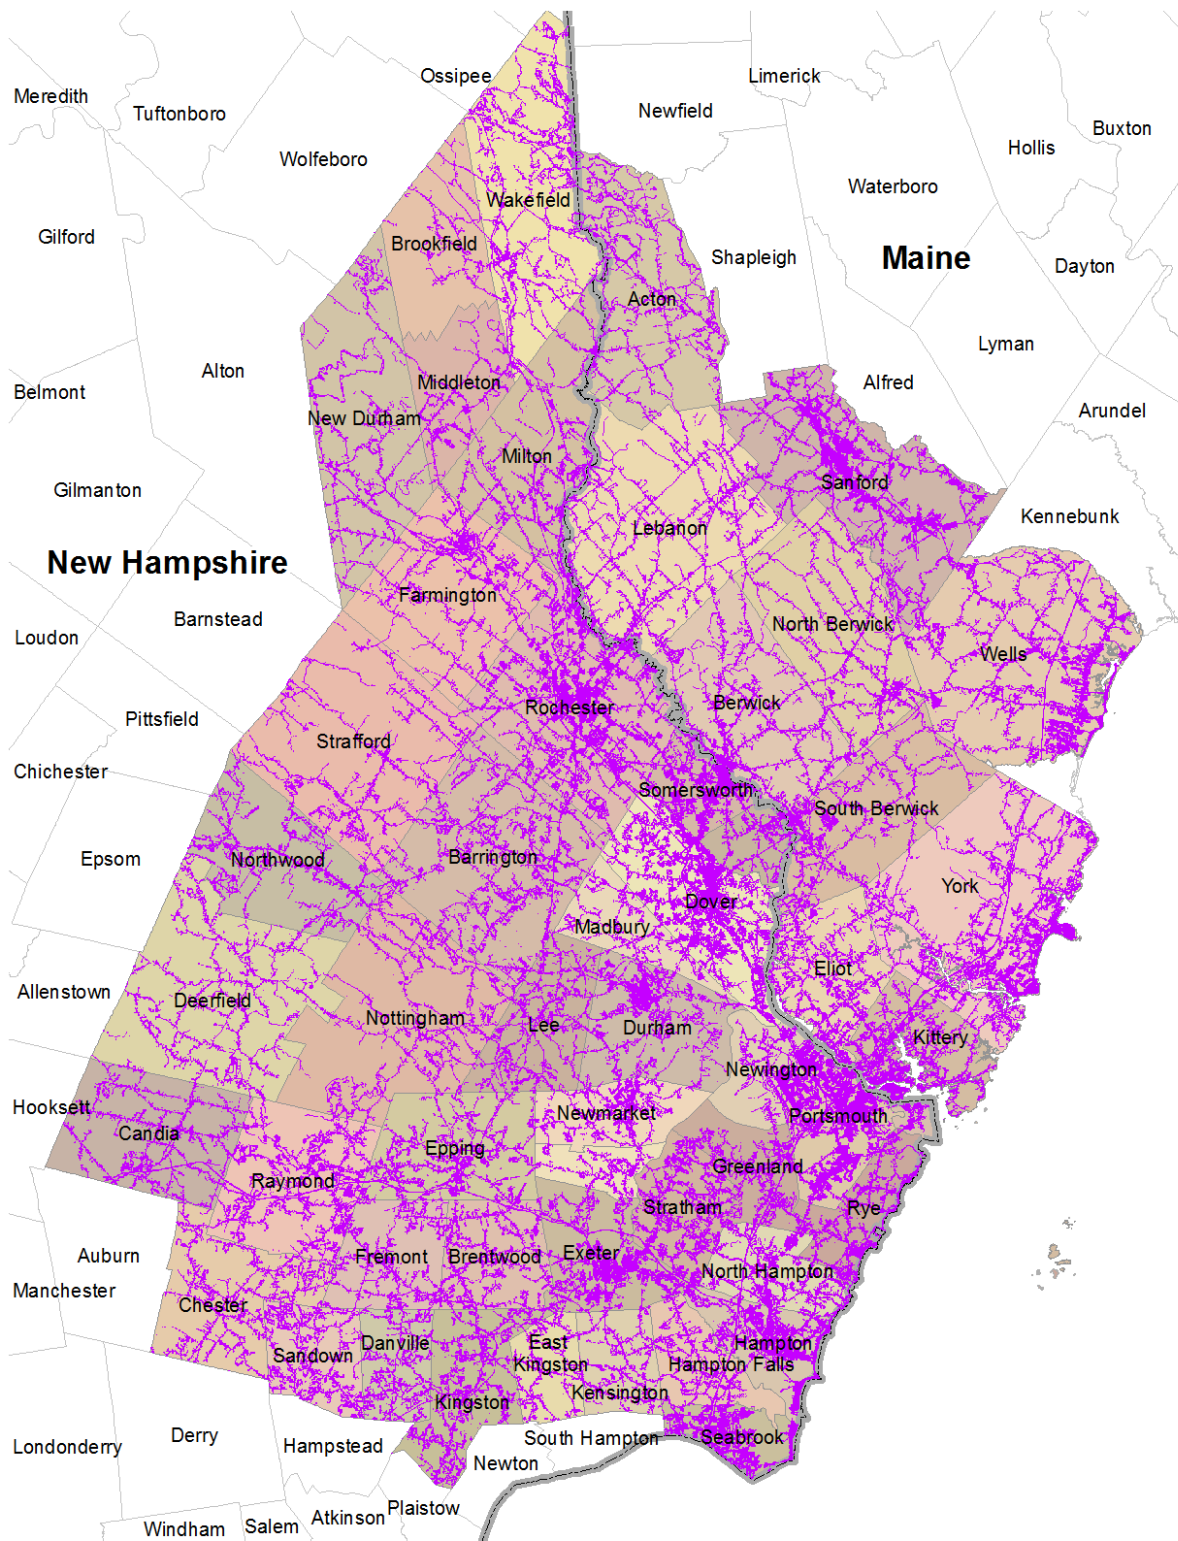 Ossipee
Limerick
Meredith
Tuftonboro
Newfield
Buxton
Hollis
Wolfeboro
Waterboro
Wakefield
Gilford
Brookfield
Shapleigh
Maine
Dayton
Acton
Lyman
Alton
Belmont
Middleton
Alfred
Arundel
New Durham
Milton
Sanford
Gilmanton
Kennebunk
Lebanon
New Hampshire
Farmington
Barnstead
North Berwick
Loudon
Wells
Berwick
Rochester
Pittsfield
Strafford
Chichester
Somersworth
South Berwick
Epsom
Northwood
Barrington
York
Dover
Madbury
Eliot
Allenstown
Deerfield
Nottingham
Lee
Durham
Kittery
Newington
Hooksett
Newmarket
Portsmouth
Candia
Epping
Greenland
Raymond
Stratham
Rye
Auburn
Fremont
Brentwood
Exeter
North Hampton
Manchester
Chester
Danville
East
Kingston
Hampton
Sandown
Hampton Falls
Kensington
Kingston
Derry
Londonderry
Hampstead
South Hampton
Seabrook
Newton
Plaistow
Atkinson
Windham
Salem